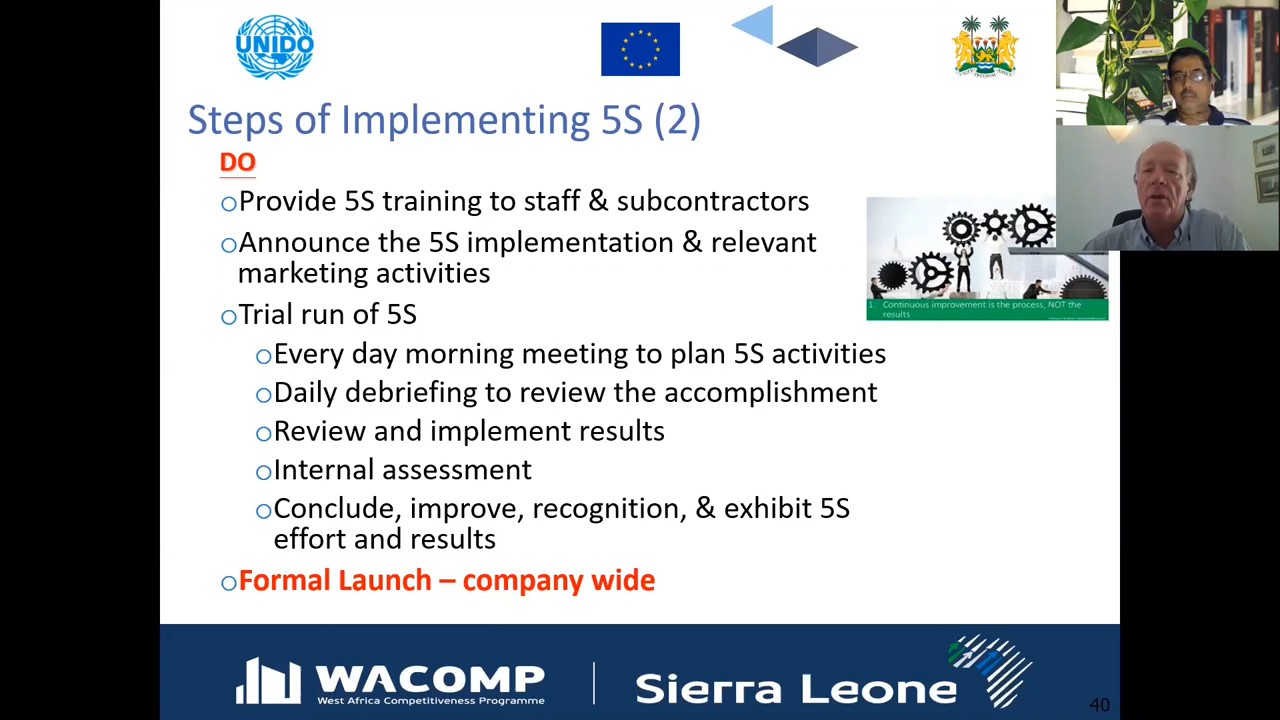 UNIDO
Steps of Implementing 5S (2)
DO
Provide 5S training to staff & subcontractors
Announce the 5S implementation & relevant
marketing activities
Trial run of 5S
Every day morning meeting to plan 5S activities
Daily debriefing to review the accomplishment
Review and implement results
Internal assessment
Conclude, improve, recognition, & exhibit 5S
effort and results
Formal Launch – company wide
1. Continuous improvement is the process, NOT the
results
WACOMP
West Africa Competitiveness Programme
Sierra Leone
40